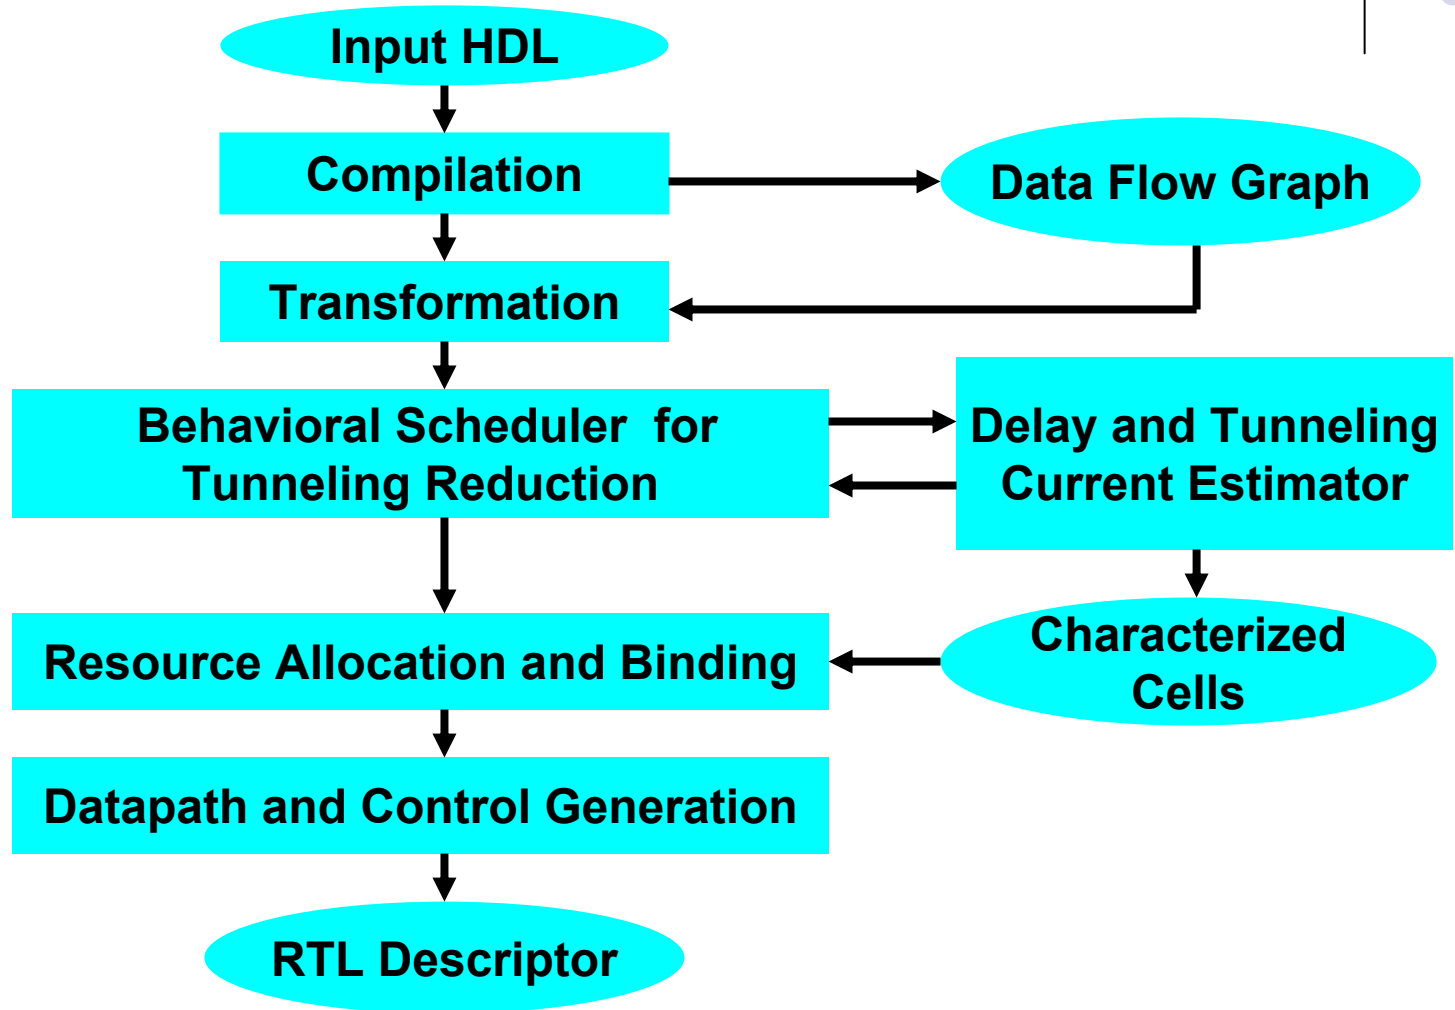 Input HDL
Compilation
Data Flow Graph
Transformation
Behavioral Scheduler for
Tunneling Reduction
Delay and Tunneling
Current Estimator
Resource Allocation and Binding
Characterized
Cells
Datapath and Control Generation
RTL Descriptor